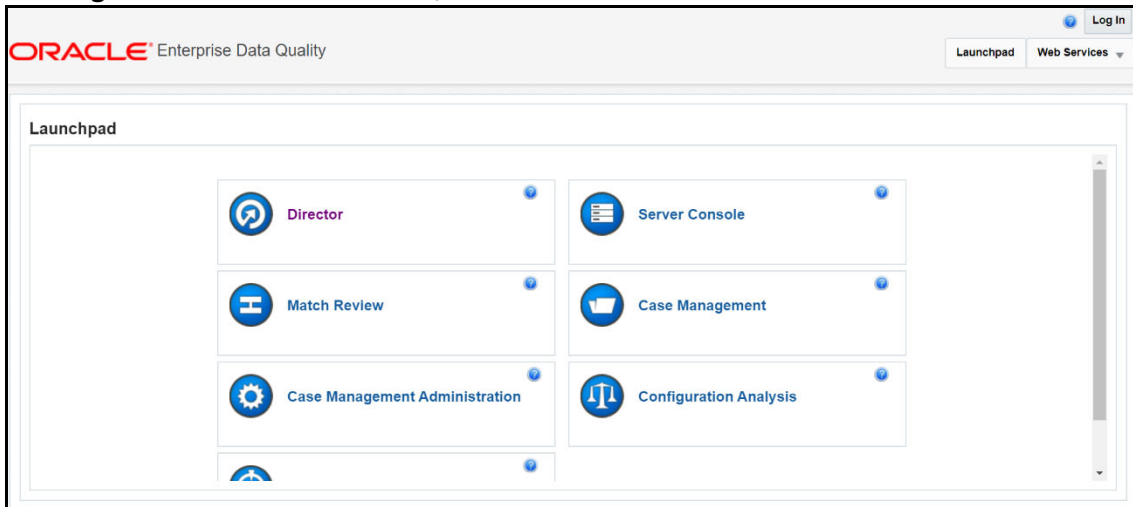 Log In
ORACLE Enterprise Data Quality
Launchpad Web Services
Launchpad
Director Server Console
Match Review Case Management
Case Management Administration Configuration Analysis